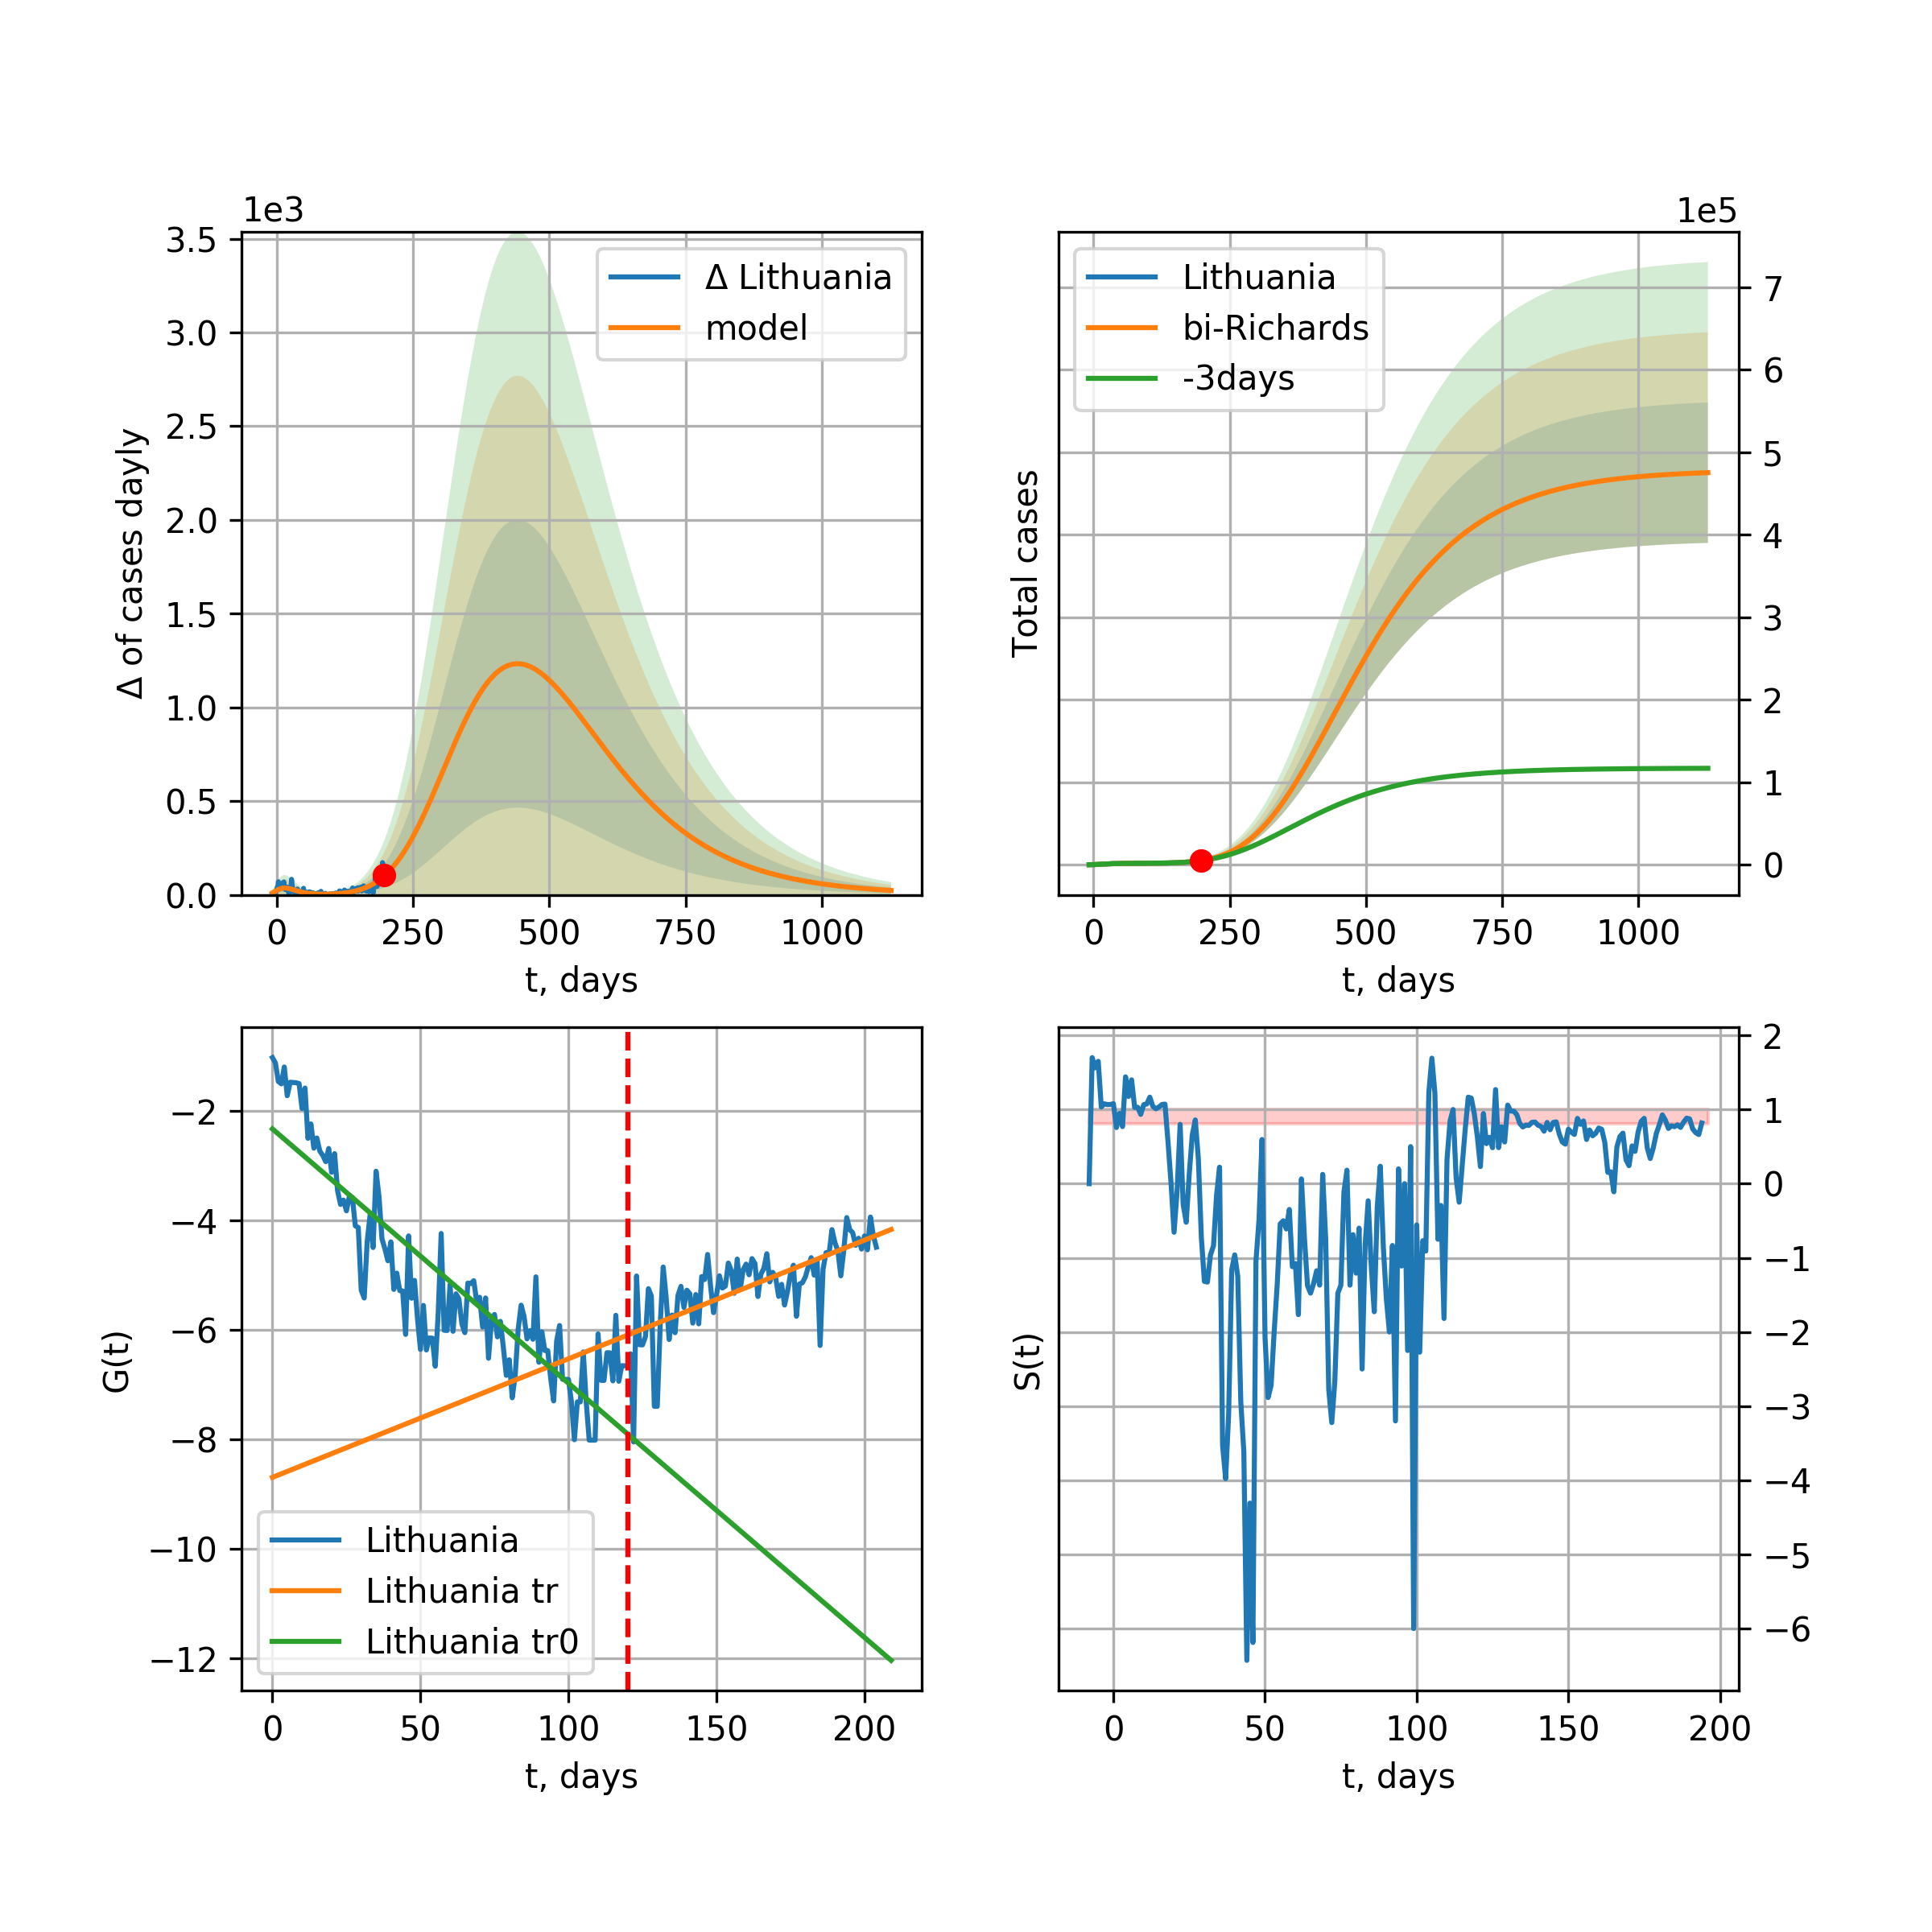 1e3
3.5
3.0
2.5
2.0
1.5
1.0
0.5
0.0
Δ of cases dayly
Δ Lithuania
model
0 250 500 750 1000
t, days
1e5
Lithuania
bi-Richards
-3days
Total cases
7
6
5
4
3
2
1
0
0 250 500 750 1000
t, days
G(t)
−2
−4
−6
−8
−10
−12
Lithuania
Lithuania tr
Lithuania tr0
0 50 100 150 200
t, days
S(t)
2
1
0
−1
−2
−3
−4
−5
−6
0 50 100 150 200
t, days